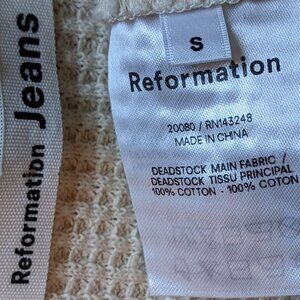 Reformation Jeans
S
Reformation
20080 / RN143248
MADE IN CHINA
DEADSTOCK MAIN FABRIC /
DEADSTOCK TISSU PRINCIPAL
100% COTTON - 100% COTON